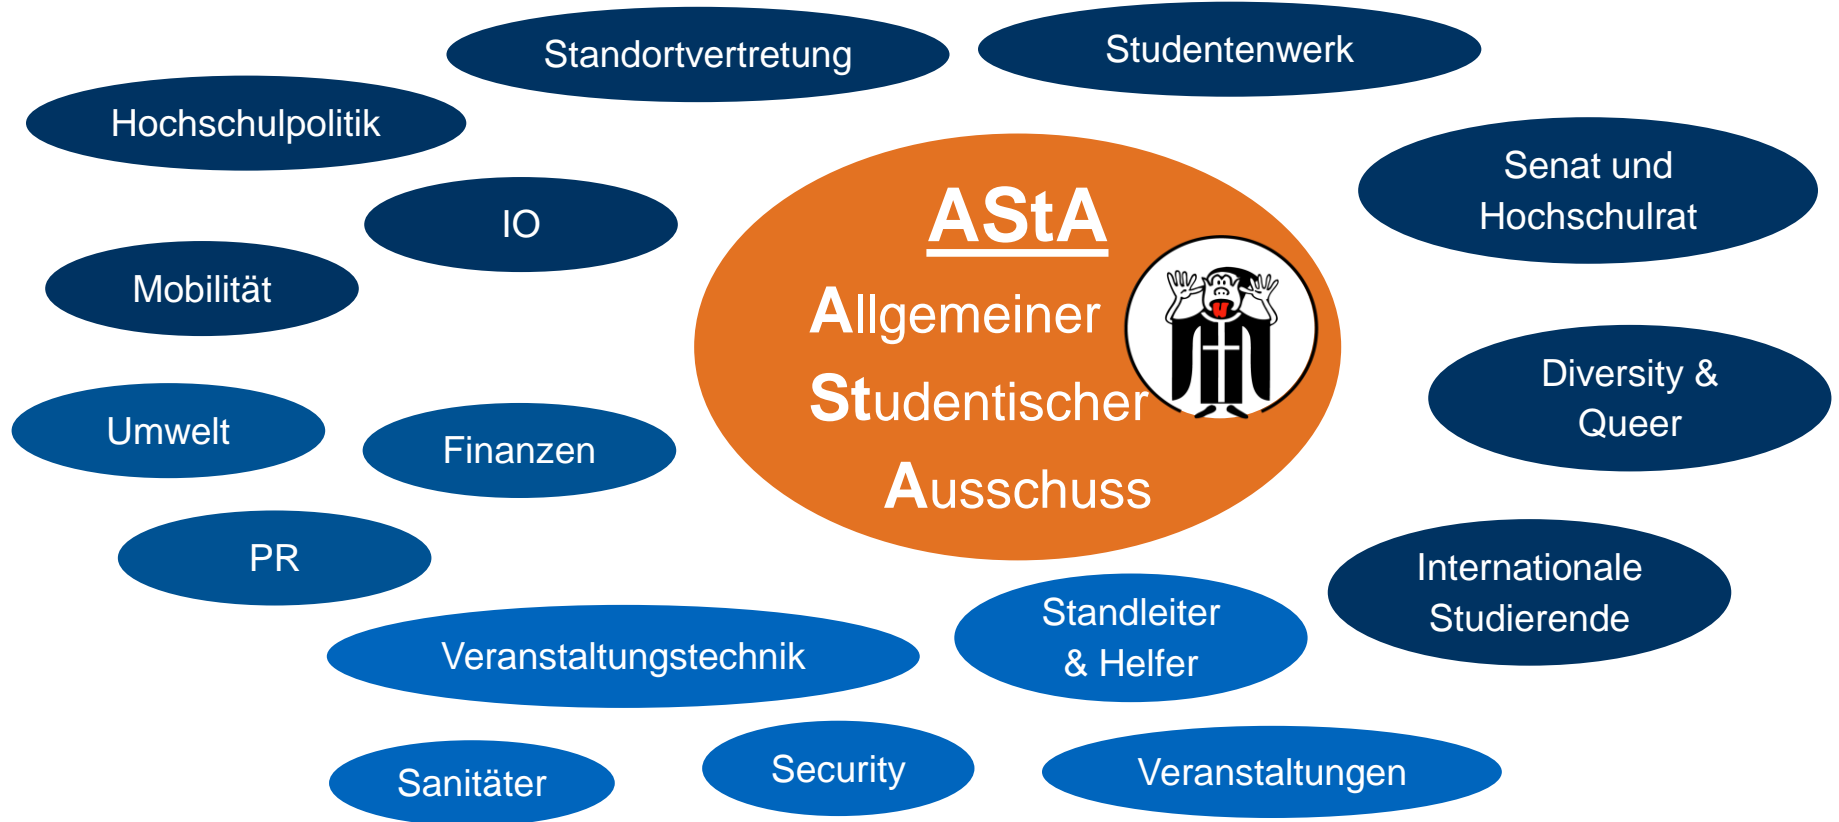 Standortvertretung
Studentenwerk
Hochschulpolitik
Senat und
Hochschulrat
IO
AStA
Allgemeiner
Studentischer
Ausschuss
Mobilität
Diversity &
Queer
Umwelt
Finanzen
PR
Internationale
Studierende
Standleiter
& Helfer
Veranstaltungstechnik
Sanitäter
Security
Veranstaltungen